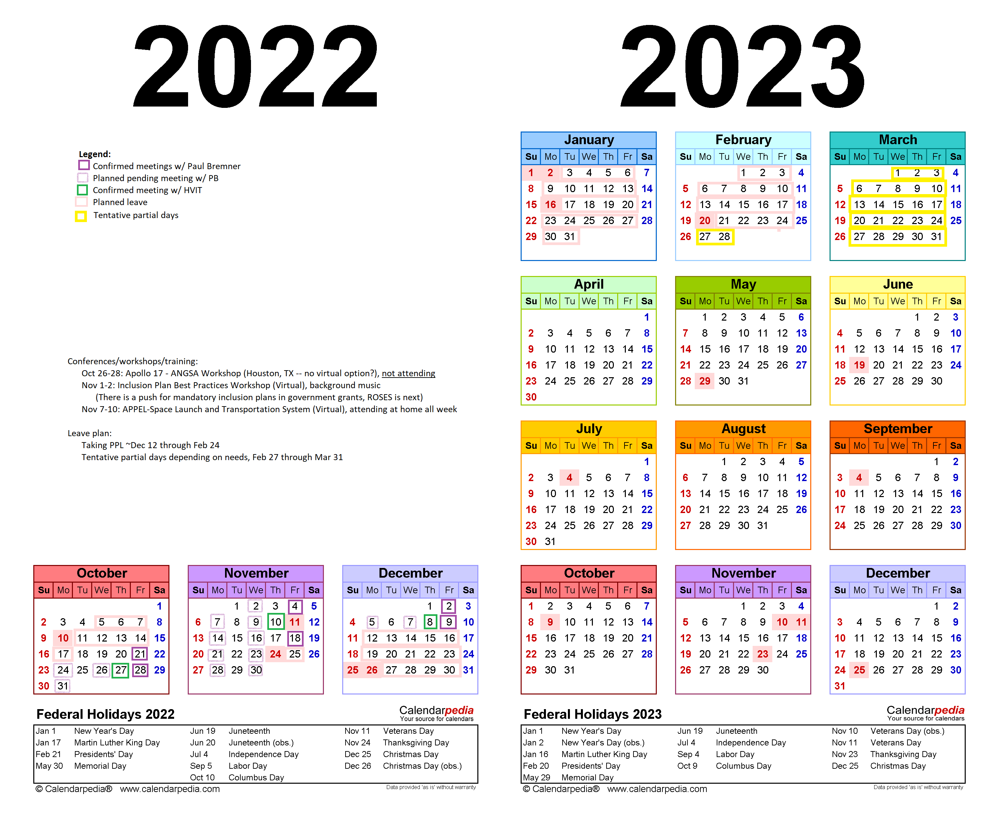 2022
Legend:
Confirmed meetings w/ Paul Bremner
Planned pending meeting w/ PB
Confirmed meeting w/ HVIT
Planned leave
Tentative partial days
Conferences/workshops/training:
Oct 26-28: Apollo 17 - ANGSA Workshop (Houston, TX -- no virtual option?), not attending
Nov 1-2: Inclusion Plan Best Practices Workshop (Virtual), background music
(There is a push for mandatory inclusion plans in government grants, ROSES is next)
Nov 7-10: APPEL-Space Launch and Transportation System (Virtual), attending at home all week
Leave plan:
Taking PPL ~Dec 12 through Feb 24
Tentative partial days depending on needs, Feb 27 through Mar 31
October
Su Mo Tu We Th Fr Sa
1
2 3 4 5 6 7 8
9 10 11 12 13 14 15
16 17 18 19 20 21 22
23 24 25 26 27 28 29
30 31
November
Su Mo Tu We Th Fr Sa
1 2 3 4 5
6 7 8 9 10 11 12
13 14 15 16 17 18 19
20 21 22 23 24 25 26
27 28 29 30
December
Su Mo Tu We Th Fr Sa
1 2 3
4 5 6 7 8 9 10
11 12 13 14 15 16 17
18 19 20 21 22 23 24
25 26 27 28 29 30 31
Federal Holidays 2022
Calendarpedia
Your source for calendars
Jan 1 New Year's Day Jun 19 Juneteenth Nov 11 Veterans Day
Jan 17 Martin Luther King Day Jun 20 Juneteenth (obs.) Nov 24 Thanksgiving Day
Feb 21 Presidents' Day Jul 4 Independence Day Dec 25 Christmas Day
May 30 Memorial Day Sep 5 Labor Day Dec 26 Christmas Day (obs.)
Oct 10 Columbus Day
© Calendarpedia® www.calendarpedia.com Data provided 'as is' without warranty
2023
January
Su Mo Tu We Th Fr Sa
1 2 3 4 5 6 7
8 9 10 11 12 13 14
15 16 17 18 19 20 21
22 23 24 25 26 27 28
29 30 31
February
Su Mo Tu We Th Fr Sa
1 2 3 4
5 6 7 8 9 10 11
12 13 14 15 16 17 18
19 20 21 22 23 24 25
26 27 28
March
Su Mo Tu We Th Fr Sa
1 2 3 4
5 6 7 8 9 10 11
12 13 14 15 16 17 18
19 20 21 22 23 24 25
26 27 28 29 30 31
April
Su Mo Tu We Th Fr Sa
1
2 3 4 5 6 7 8
9 10 11 12 13 14 15
16 17 18 19 20 21 22
23 24 25 26 27 28 29
30
May
Su Mo Tu We Th Fr Sa
1 2 3 4 5 6
7 8 9 10 11 12 13
14 15 16 17 18 19 20
21 22 23 24 25 26 27
28 29 30 31
June
Su Mo Tu We Th Fr Sa
1 2 3
4 5 6 7 8 9 10
11 12 13 14 15 16 17
18 19 20 21 22 23 24
25 26 27 28 29 30
July
Su Mo Tu We Th Fr Sa
1
2 3 4 5 6 7 8
9 10 11 12 13 14 15
16 17 18 19 20 21 22
23 24 25 26 27 28 29
30 31
August
Su Mo Tu We Th Fr Sa
1 2 3 4 5
6 7 8 9 10 11 12
13 14 15 16 17 18 19
20 21 22 23 24 25 26
27 28 29 30 31
September
Su Mo Tu We Th Fr Sa
1 2
3 4 5 6 7 8 9
10 11 12 13 14 15 16
17 18 19 20 21 22 23
24 25 26 27 28 29 30
October
Su Mo Tu We Th Fr Sa
1 2 3 4 5 6 7
8 9 10 11 12 13 14
15 16 17 18 19 20 21
22 23 24 25 26 27 28
29 30 31
November
Su Mo Tu We Th Fr Sa
1 2 3 4
5 6 7 8 9 10 11
12 13 14 15 16 17 18
19 20 21 22 23 24 25
26 27 28 29 30
December
Su Mo Tu We Th Fr Sa
1 2
3 4 5 6 7 8 9
10 11 12 13 14 15 16
17 18 19 20 21 22 23
24 25 26 27 28 29 30
31
Federal Holidays 2023
Calendarpedia
Your source for calendars
Jan 1 New Year's Day Jun 19 Juneteenth Nov 10 Veterans Day (obs.)
Jan 2 New Year's Day (obs.) Jul 4 Independence Day Nov 11 Veterans Day
Jan 16 Martin Luther King Day Sep 4 Labor Day Nov 23 Thanksgiving Day
Feb 20 Presidents' Day Oct 9 Columbus Day Dec 25 Christmas Day
May 29 Memorial Day
© Calendarpedia® www.calendarpedia.com Data provided 'as is' without warranty